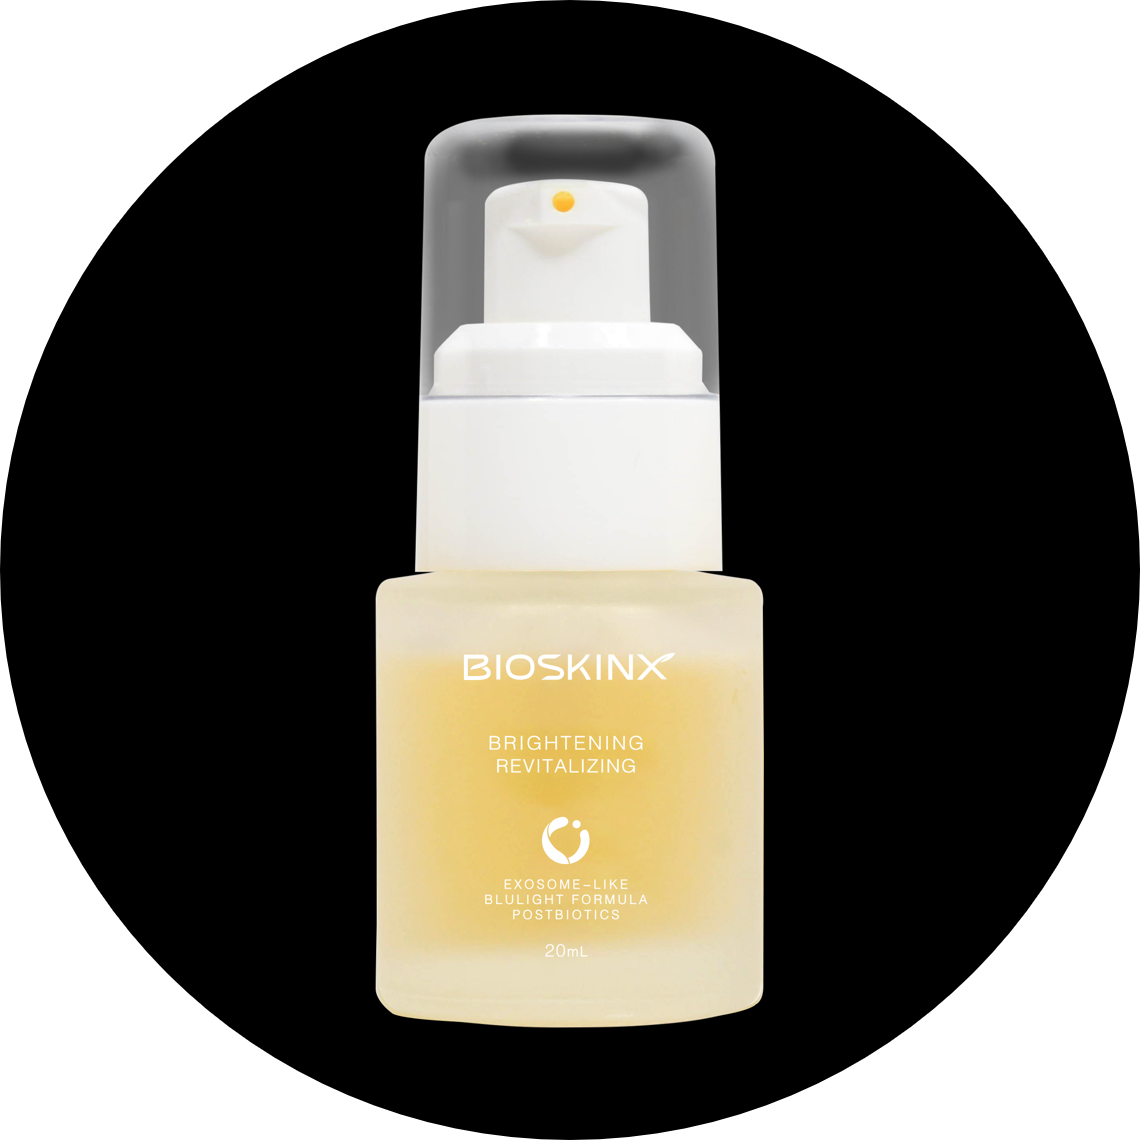 BIOSKINX
BRIGHTENING
REVITALIZING
EXOSOME-LIKE
BLULIGHT FORMULA
POSTBIOTICS
20mL